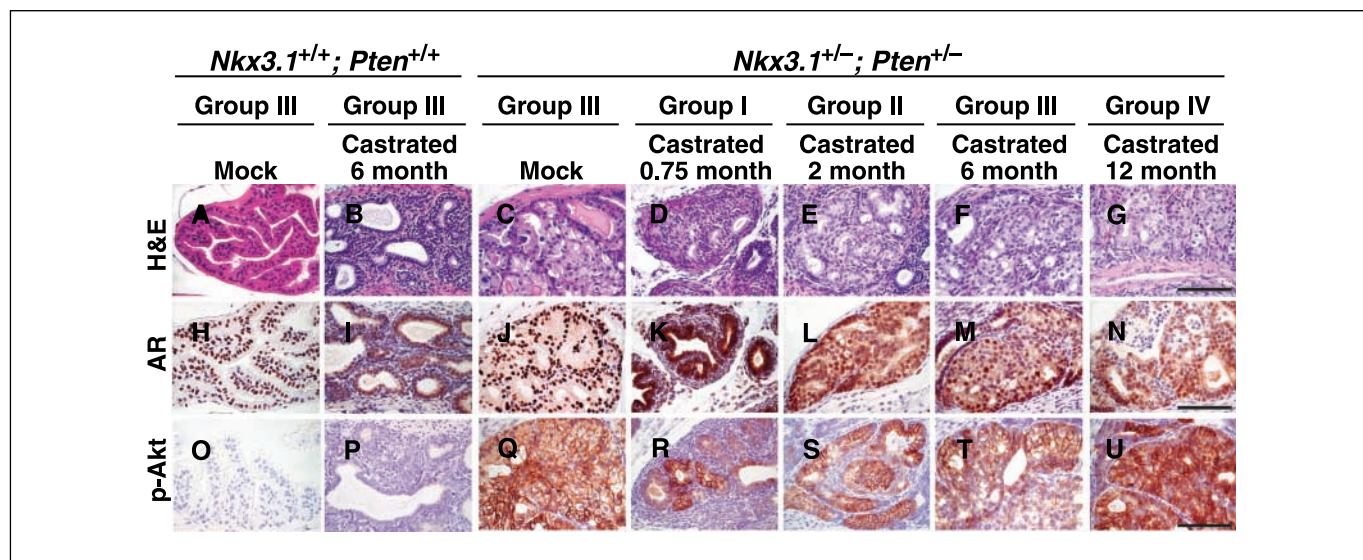 Nkx3.1+/+; Pten+/+ Nkx3.1+/–; Pten+/–
Group III Group III Group III Group I Group II Group III Group IV
Mock Castrated 6 month Mock Castrated 0.75 month Castrated 2 month Castrated 6 month Castrated 12 month
H&E A B C D E F G
AR H I J K L M N
p-Akt O P Q R S T U